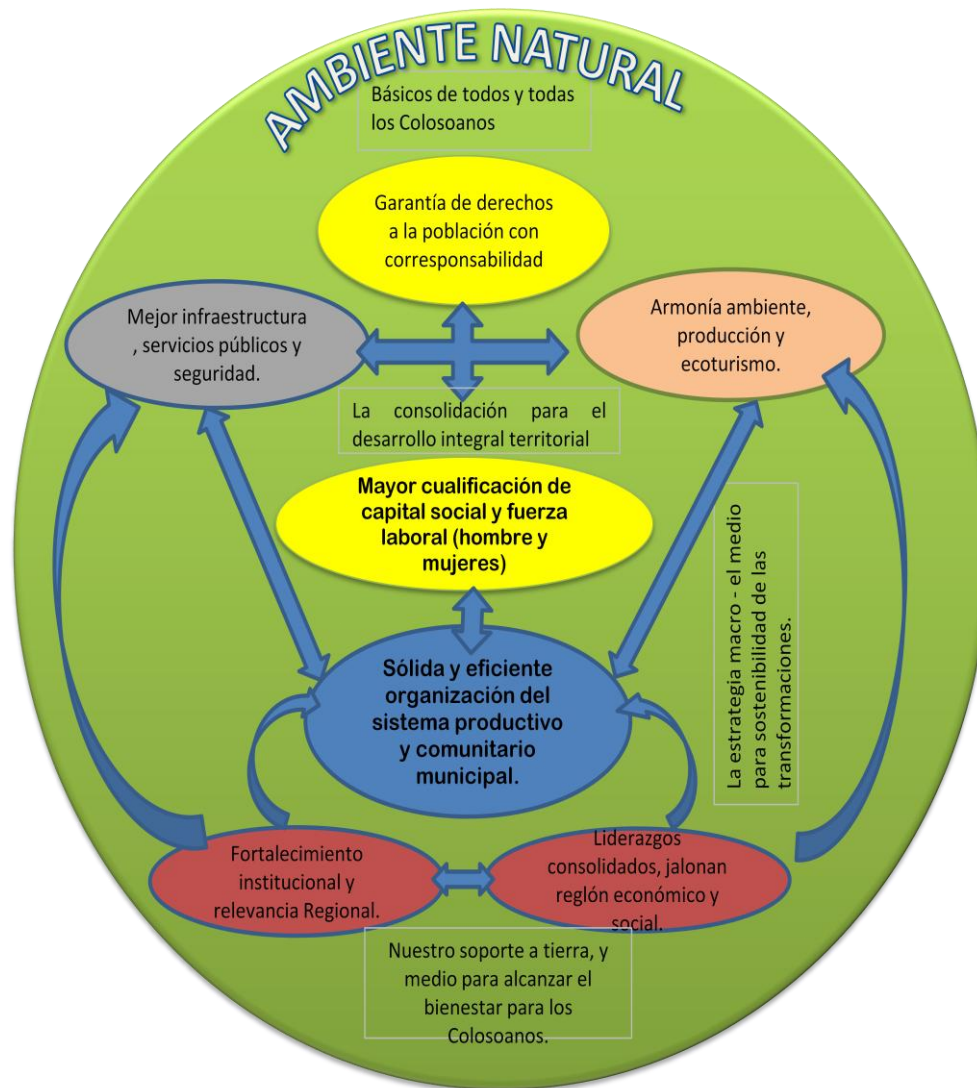 AMBIENTE NATURAL
Básicos de todos y todas
los Colosoanos
Garantía de derechos
a la población con
corresponsabilidad
Mejor infraestructura
, servicios públicos y
seguridad.
Armonía ambiente,
producción y
ecoturismo.
La consolidación para el
desarrollo integral territorial
Mayor cualificación de
capital social y fuerza
laboral (hombre y
mujeres)
La estrategia macro - el medio
para sostenibilidad de las
transformaciones.
Sólida y eficiente
organización del
sistema productivo
y comunitario
municipal.
Fortalecimiento
institucional y
relevancia Regional.
Liderazgos
consolidados, jalonan
reglón económico y
social.
Nuestro soporte a tierra, y
medio para alcanzar el
bienestar para los
Colosoanos.